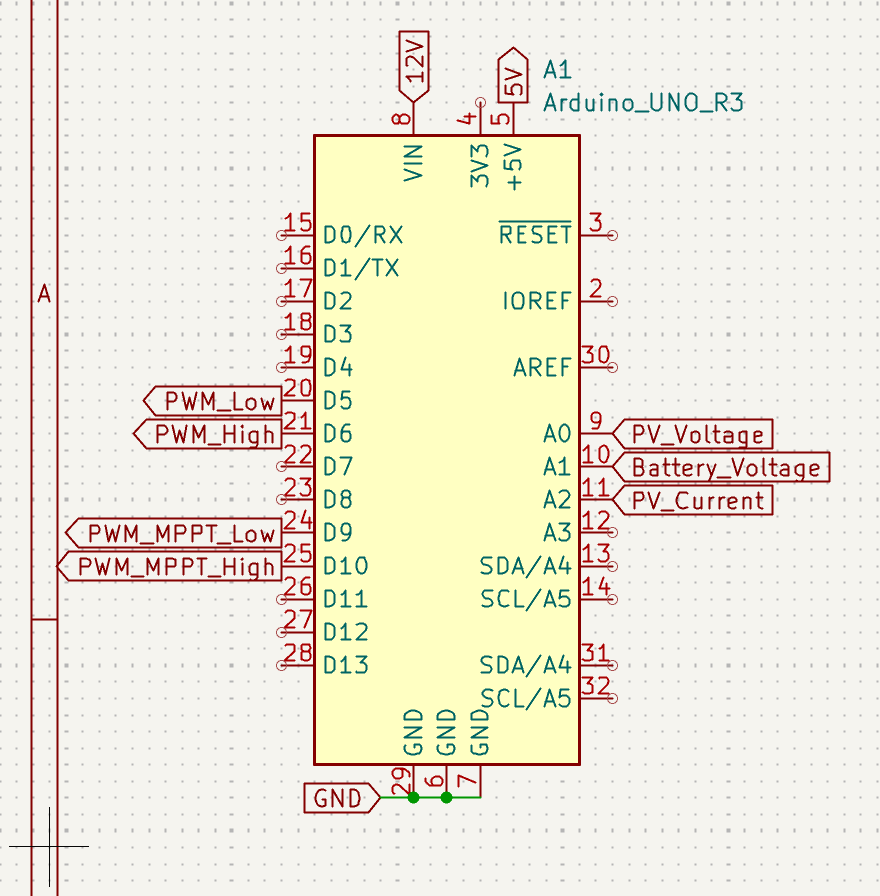 12V
5V
A1
Arduino_UNO_R3
8
4
5
VIN
3V3
+5V
15 D0/RX
RESET 3
16 D1/TX
17 D2
IOREF 2
18 D3
19 D4
AREF 30
A
PWM_Low 20 D5
PWM_High 21 D6
A0 9 PV_Voltage
22 D7
A1 10 Battery_Voltage
23 D8
A2 11 PV_Current
PWM_MPPT_Low 24 D9
A3 12
PWM_MPPT_High 25 D10
SDA/A4 13
26 D11
SCL/A5 14
27 D12
28 D13
SDA/A4 31
SCL/A5 32
GND
GND
GND
29
6
7
GND